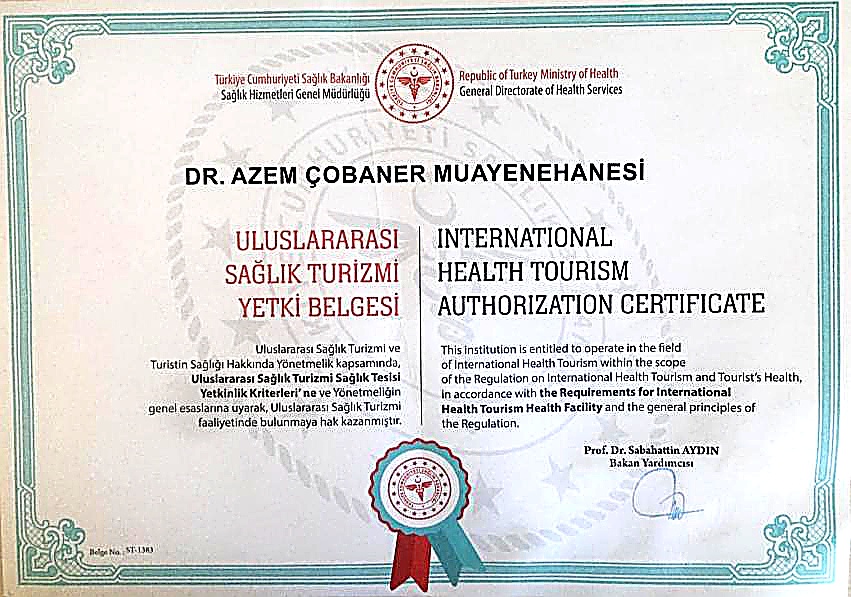 Türkiye Cumhuriyeti Sağlık Bakanlığı
Sağlık Hizmetleri Genel Müdürlüğü
Republic of Turkey Ministry of Health
General Directorate of Health Services
DR. AZEM ÇOBANER MUAYENEHANESİ
ULUSLARARASI
SAĞLIK TURİZMİ
YETKİ BELGESİ
INTERNATIONAL
HEALTH TOURISM
AUTHORIZATION CERTIFICATE
Uluslararası Sağlık Turizmi ve
Turistin Sağlığı Hakkında Yönetmelik kapsamında,
Uluslararası Sağlık Turizmi Sağlık Tesisi
Yetkinlik Kriterleri' ne ve Yönetmeliğin
genel esaslarına uyarak, Uluslararası Sağlık Turizmi
faaliyetinde bulunmaya hak kazanmıştır.
This institution is entitled to operate in the field
of International Health Tourism within the scope
of the Regulation on International Health Tourism and Tourist's Health,
in accordance with the Requirements for International
Health Tourism Health Facility and the general principles of
the Regulation.
Prof. Dr. Sabahattin AYDIN
Bakan Yardımcısı
Belge No. : ST-1383